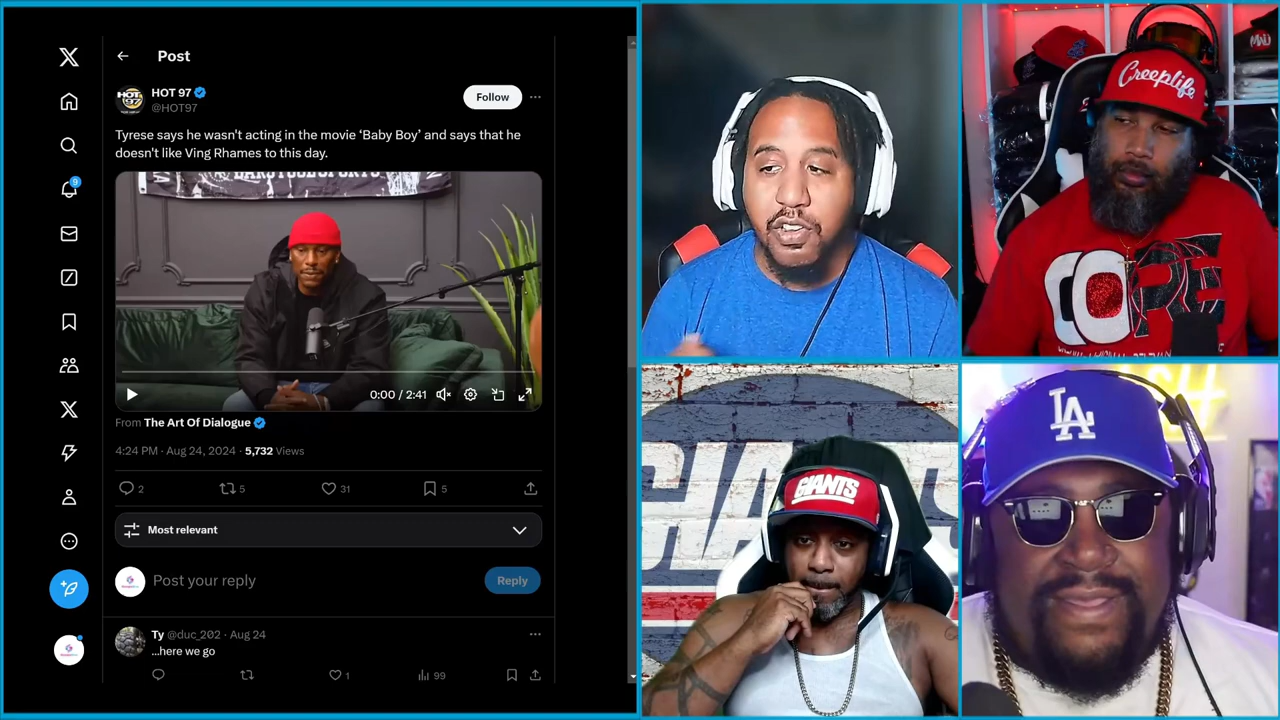 Post
HOT 97
@HOT97
Follow
Tyrese says he wasn't acting in the movie ‘Baby Boy’ and says that he
doesn't like Ving Rhames to this day.
0:00 / 2:41
From The Art Of Dialogue
4:24 PM · Aug 24, 2024 · 5,732 Views
2
5
31
5
Most relevant
Post your reply
Reply
Ty @duc_202 · Aug 24
...here we go
1
99
9
Creeplife
CORE
GIANTS
LA